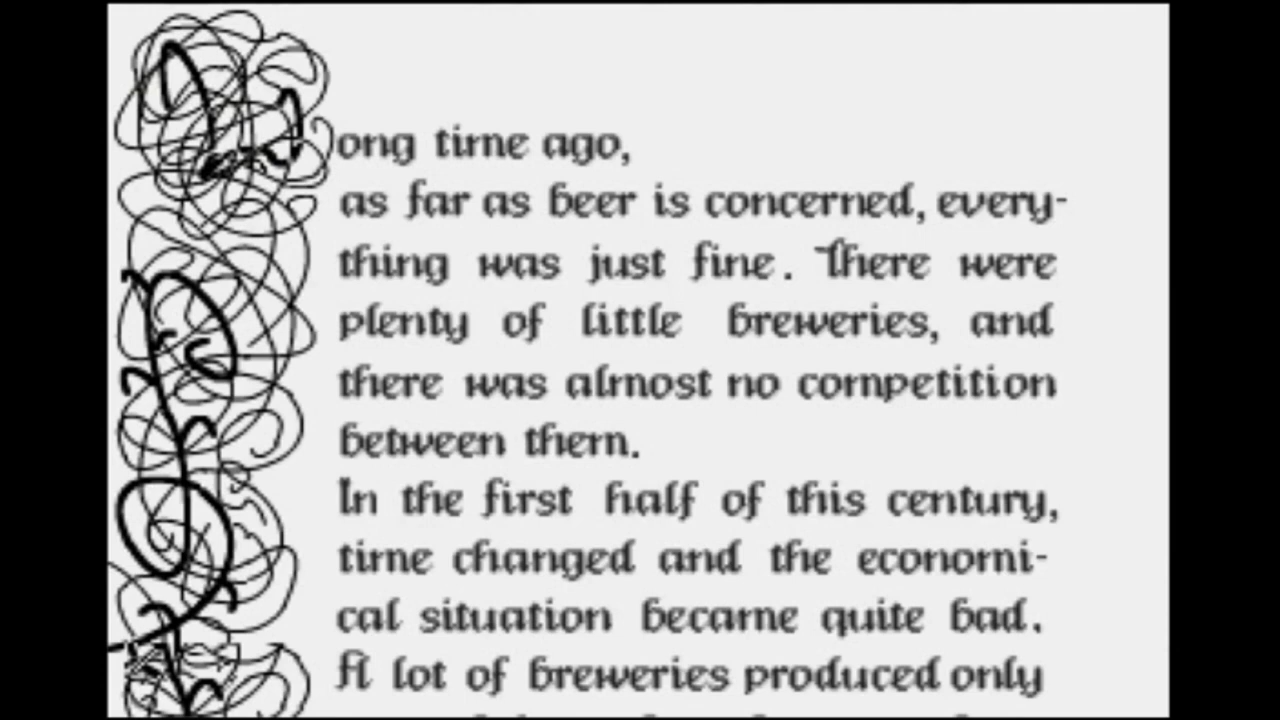 Long time ago,
as far as beer is concerned, every-
thing was just fine. There were
plenty of little breweries, and
there was almost no competition
between them.
In the first half of this century,
time changed and the economi-
cal situation became quite bad.
A lot of breweries produced only